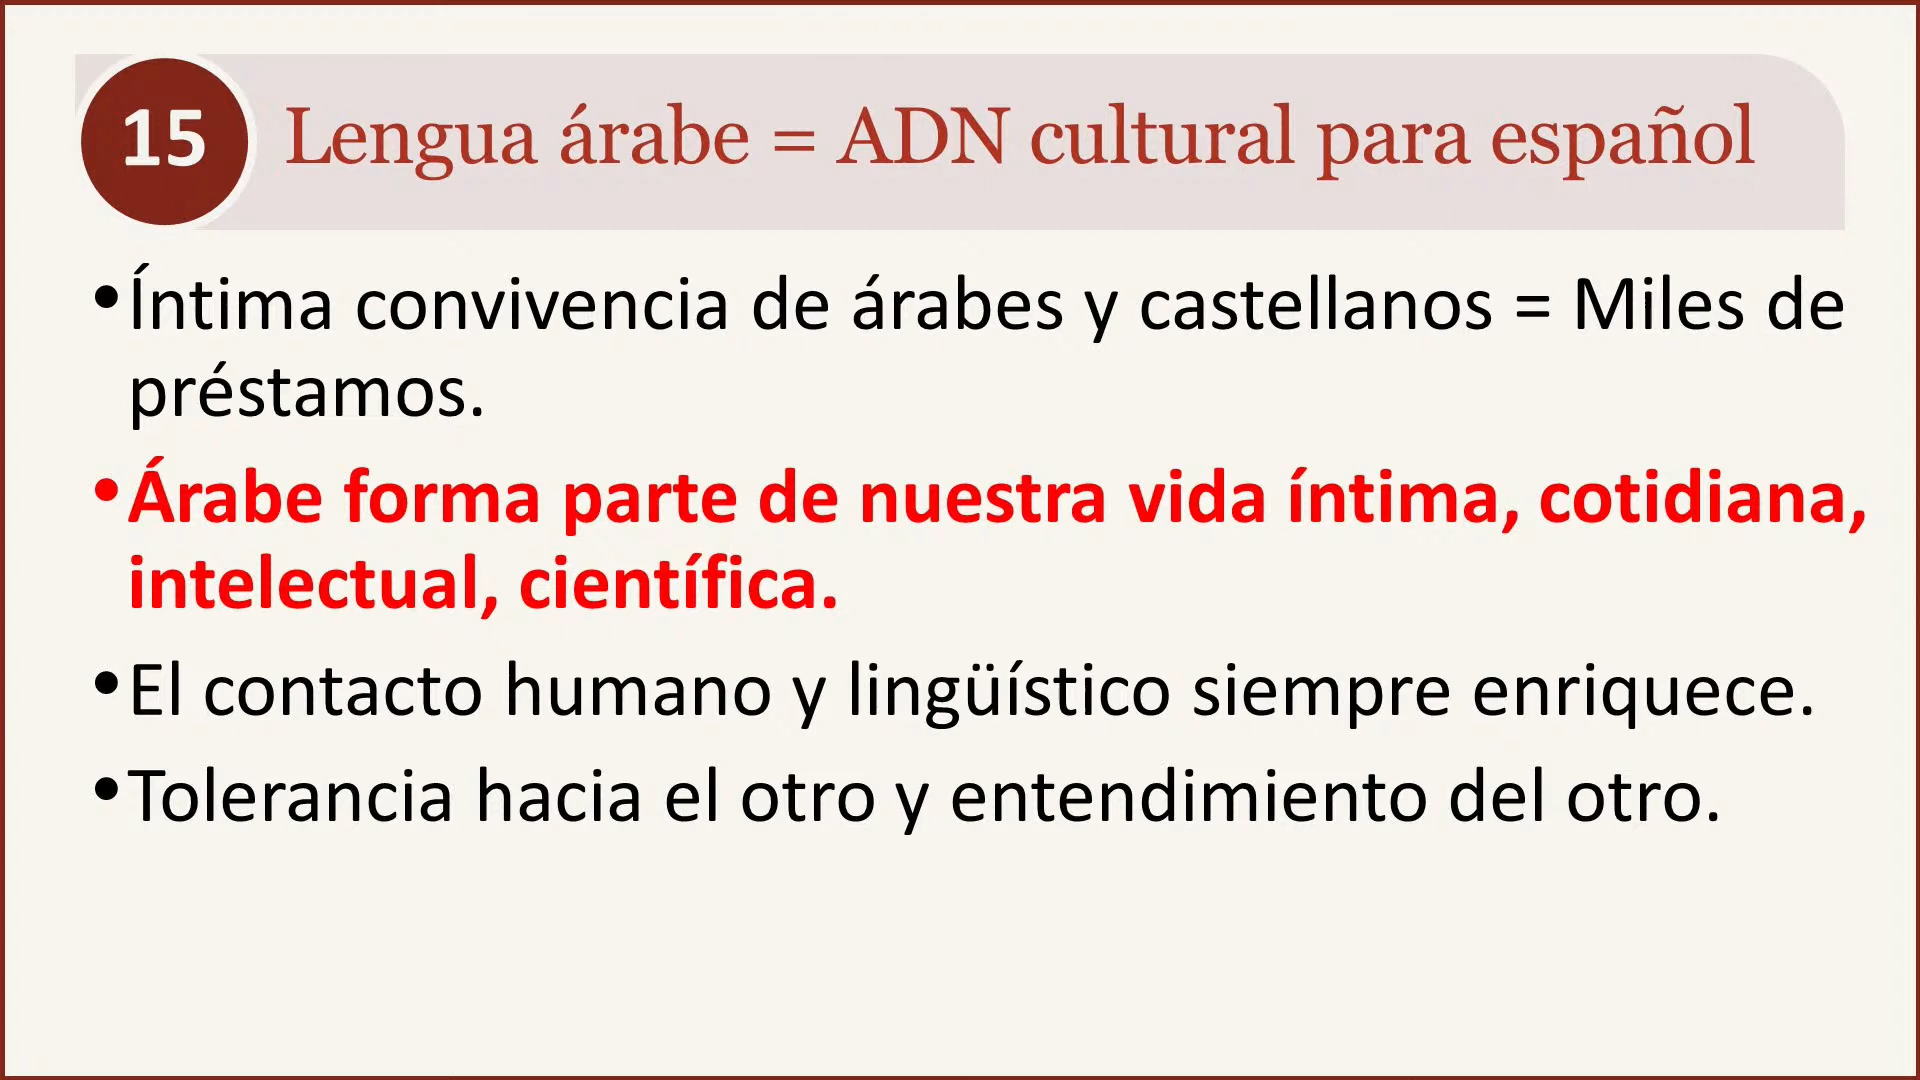 15
Lengua árabe = ADN cultural para español
•Íntima convivencia de árabes y castellanos = Miles de
préstamos.
•Árabe forma parte de nuestra vida íntima, cotidiana,
intelectual, científica.
•El contacto humano y lingüístico siempre enriquece.
•Tolerancia hacia el otro y entendimiento del otro.